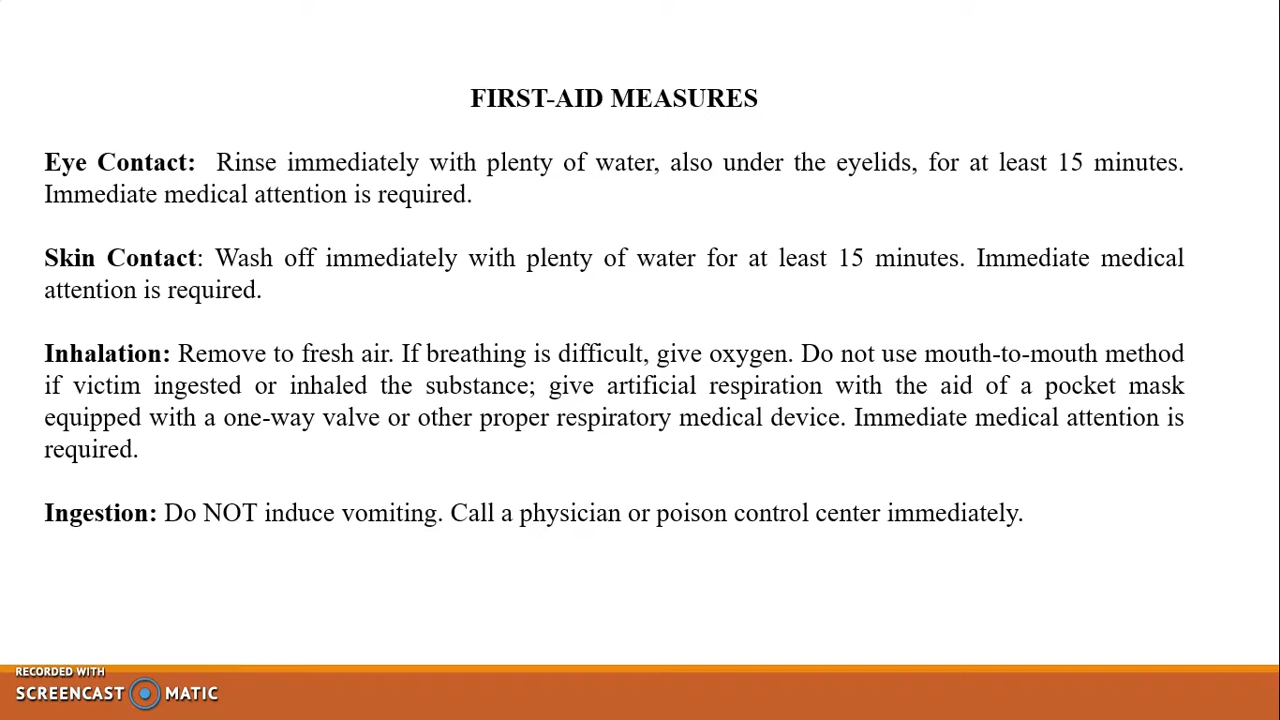 FIRST-AID MEASURES
Eye Contact: Rinse immediately with plenty of water, also under the eyelids, for at least 15 minutes.
Immediate medical attention is required.
Skin Contact: Wash off immediately with plenty of water for at least 15 minutes. Immediate medical
attention is required.
Inhalation: Remove to fresh air. If breathing is difficult, give oxygen. Do not use mouth-to-mouth method
if victim ingested or inhaled the substance; give artificial respiration with the aid of a pocket mask
equipped with a one-way valve or other proper respiratory medical device. Immediate medical attention is
required.
Ingestion: Do NOT induce vomiting. Call a physician or poison control center immediately.
RECORDED WITH
SCREENCAST MATIC